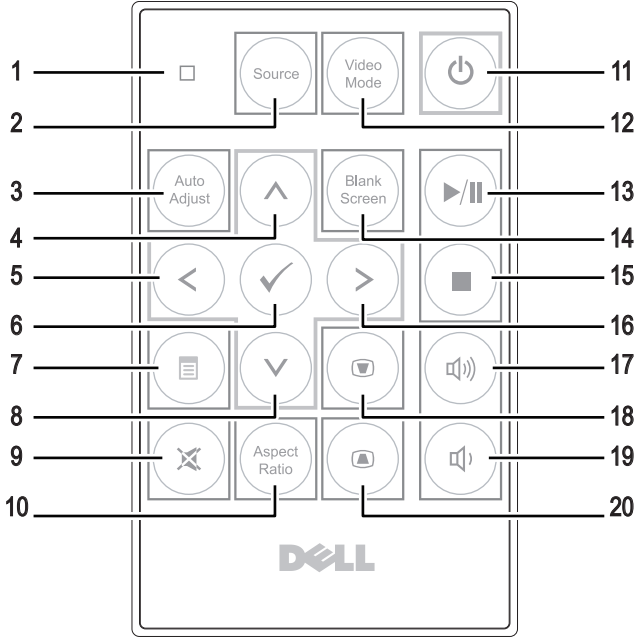 1
11
Source
Video
Mode
2
12
Auto
Adjust
Blank
Screen
3
13
4
14
5
15
6
16
7
17
8
18
9
Aspect
Ratio
19
10
20
DELL